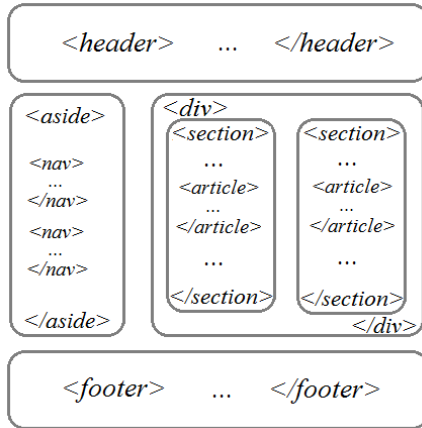 <header> ... </header>
<aside>
<nav>
...
</nav>
<nav>
...
</nav>
</aside>
<div>
<section>
...
<article>
...
</article>
...
</section>
<section>
...
<article>
...
</article>
...
</section>
</div>
<footer> ... </footer>